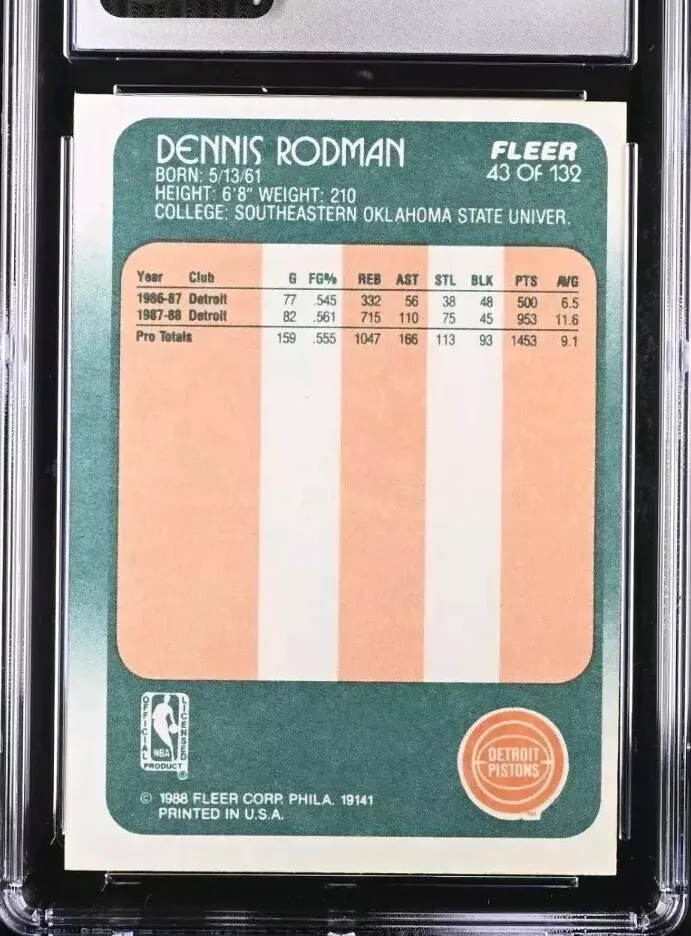 DENNIS RODMAN
FLEER
43 OF 132
BORN: 5/13/61
HEIGHT: 6'8" WEIGHT: 210
COLLEGE: SOUTHEASTERN OKLAHOMA STATE UNIVER.
Year Club G FG% REB AST STL BLK PTS AVG
1986-87 Detroit 77 .545 332 56 38 48 500 6.5
1987-88 Detroit 82 .561 715 110 75 45 953 11.6
Pro Totals 159 .555 1047 166 113 93 1453 9.1
OFFICIAL
LICENSED
NBA
PRODUCT
®
DETROIT
PISTONS
TM
© 1988 FLEER CORP. PHILA. 19141
PRINTED IN U.S.A.